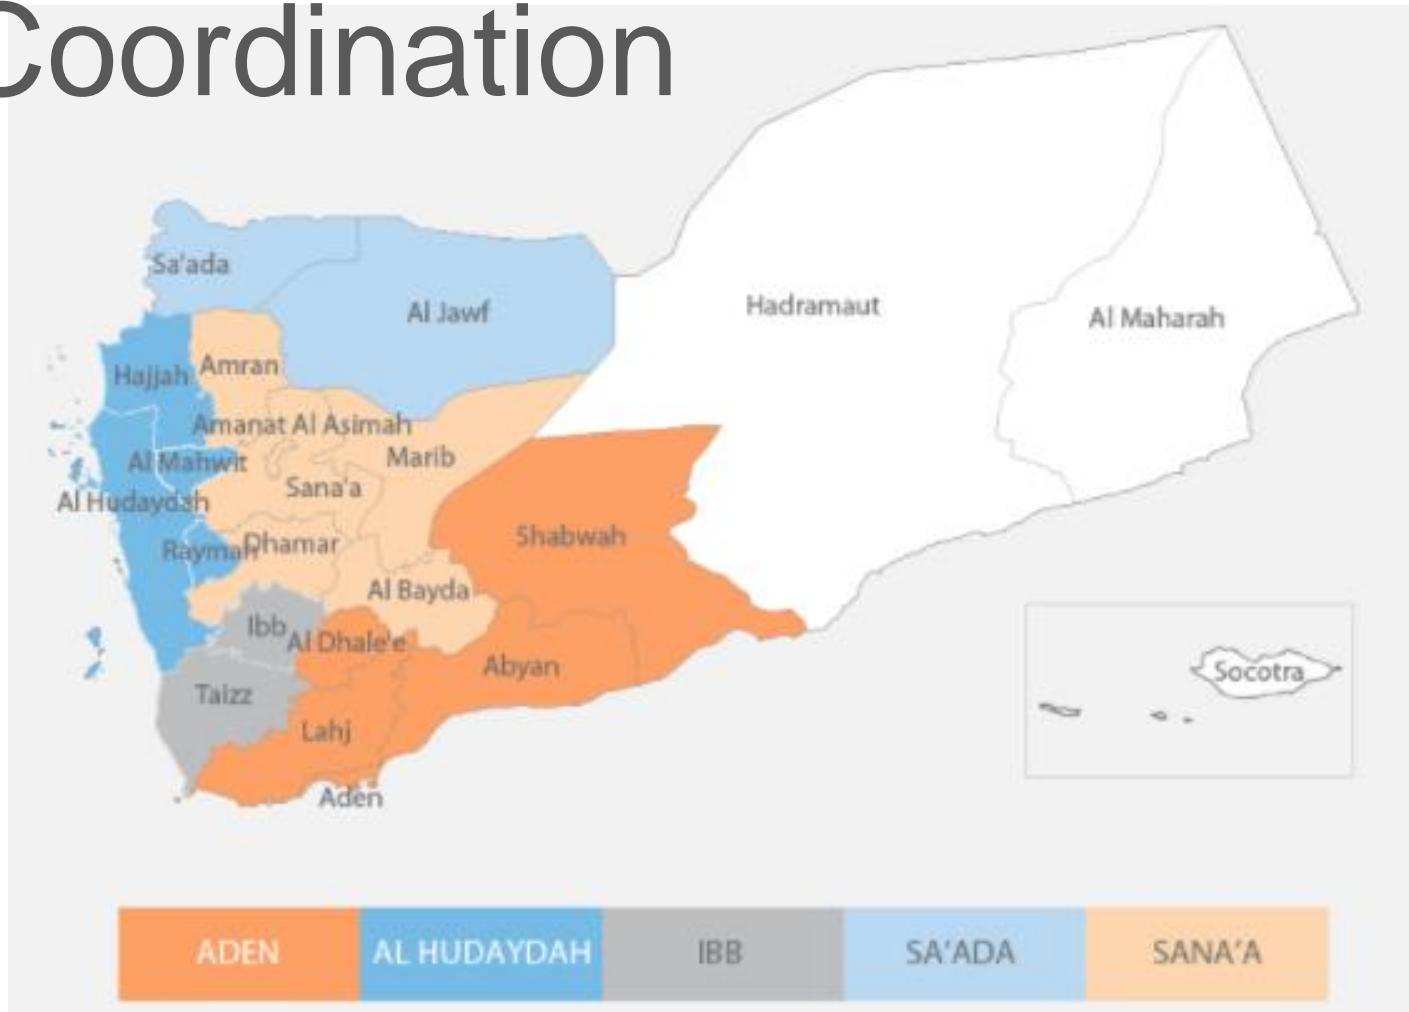 Coordination
Sa'ada
Al Jawf
Hadramaut
Al Maharah
Hajjah
Amran
Amanat Al Asimah
Al Mahwit
Marib
Sana'a
Al Hudaydah
Shabwah
Raymah
Dhamar
Al Bayda
Ibb
Al Dhale'e
Abyan
Socotra
Taizz
Lahj
Aden
ADEN
AL HUDAYDAH
IBB
SA'ADA
SANA'A